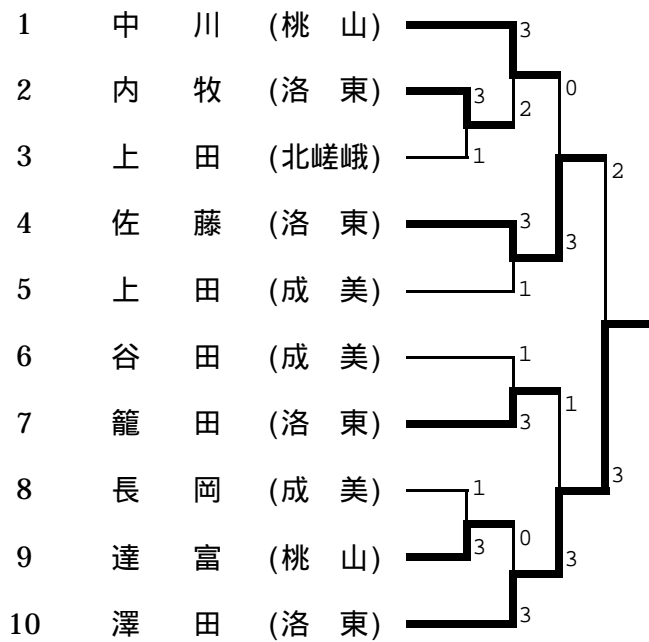 1 中 川 (桃 山) 3
2 内 牧 (洛 東) 3 2 0
3 上 田 (北嵯峨) 1 2
4 佐 藤 (洛 東) 3 3
5 上 田 (成 美) 1
6 谷 田 (成 美) 1
7 籠 田 (洛 東) 3 1
8 長 岡 (成 美) 1 3
9 達 富 (桃 山) 3 0 3
10 澤 田 (洛 東) 3